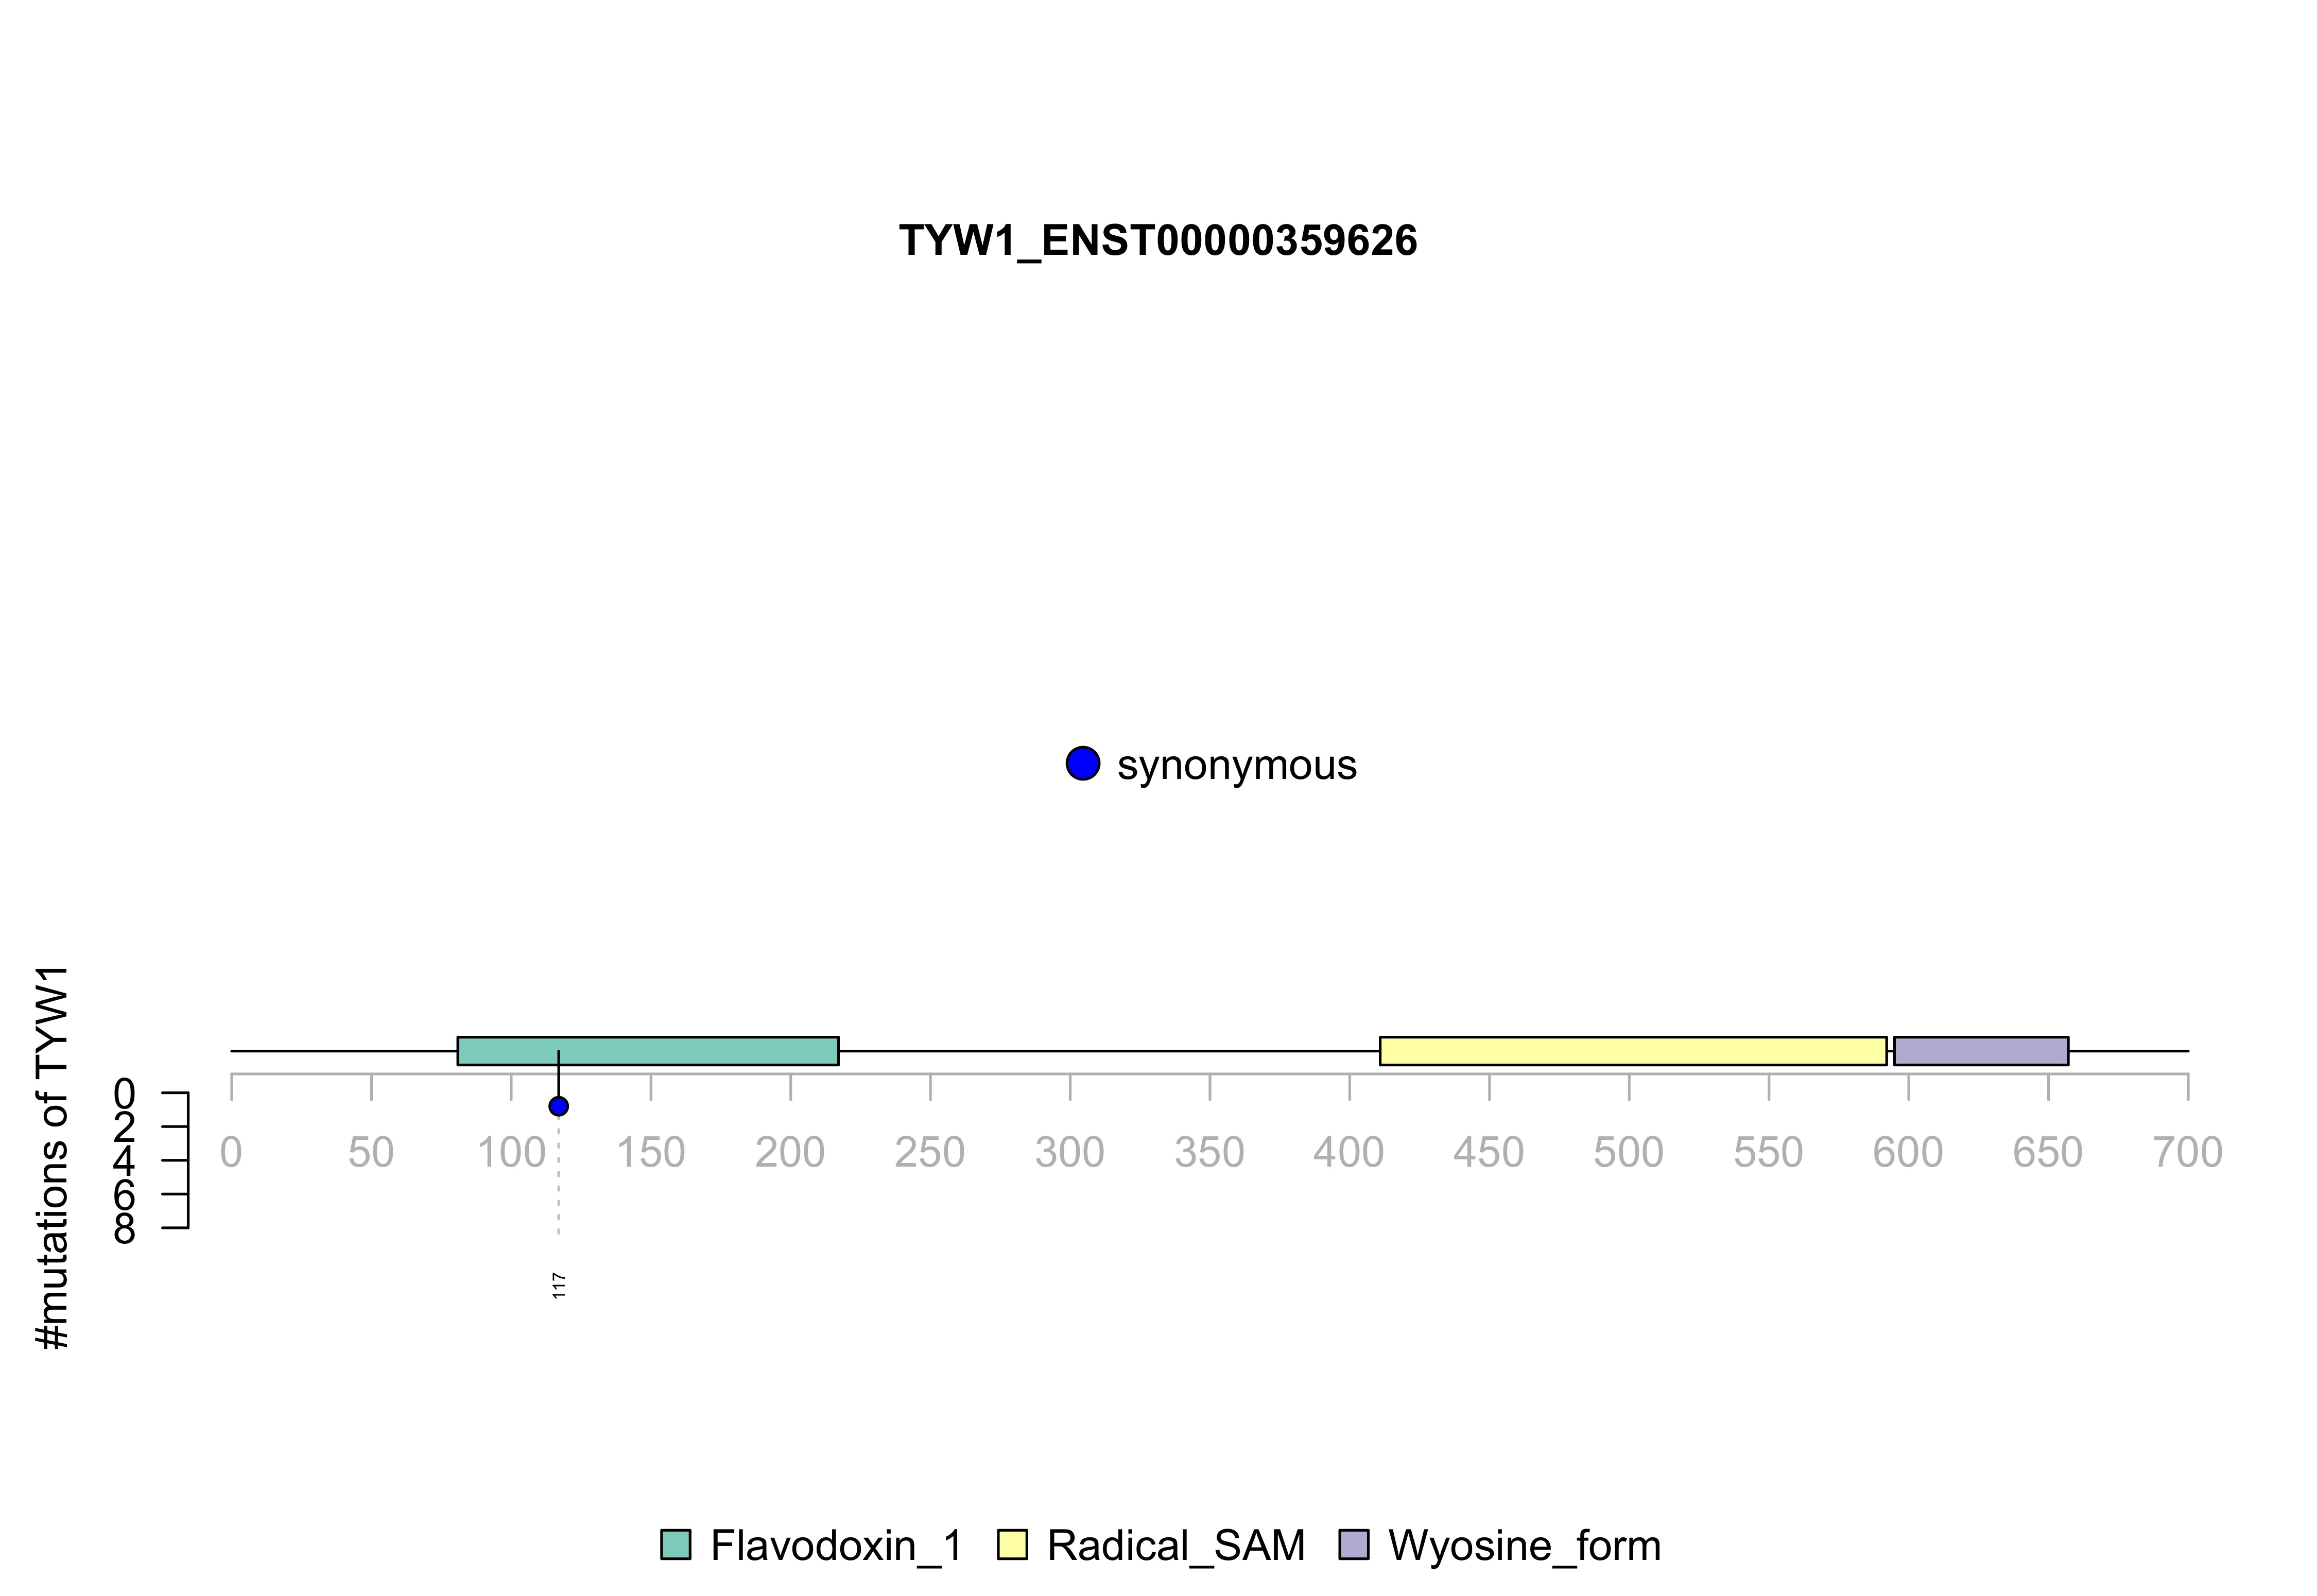 TYW1_ENST00000359626
synonymous
#mutations of TYW1
0
2
4
6
8
0 50 100 150 200 250 300 350 400 450 500 550 600 650 700
117
Flavodoxin_1 Radical_SAM Wyosine_form